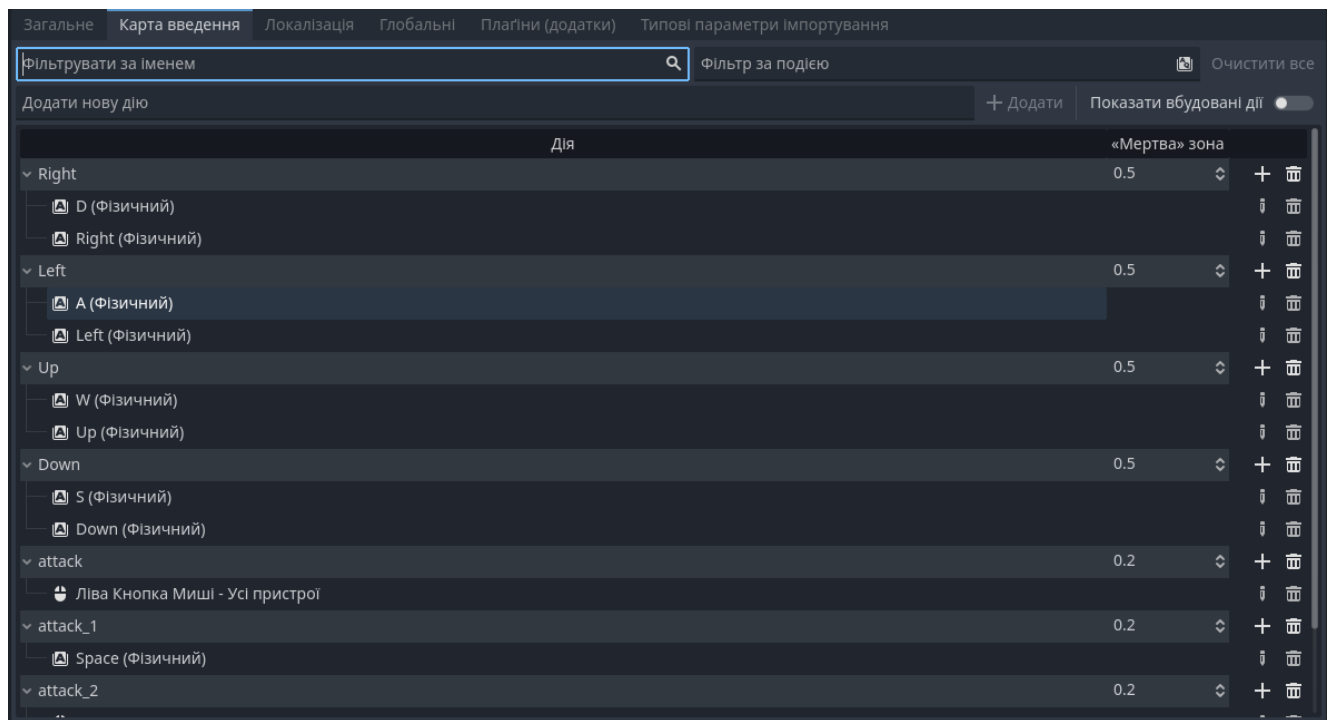 Загальне Карта введення Локалізація Глобальні Плаґіни (додатки) Типові параметри імпортування
Фільтрувати за іменем Фільтр за подією Очистити все
Додати нову дію Додати Показати вбудовані дії
Дія «Мертва» зона
Right 0.5
D (Фізичний)
Right (Фізичний)
Left 0.5
A (Фізичний)
Left (Фізичний)
Up 0.5
W (Фізичний)
Up (Фізичний)
Down 0.5
S (Фізичний)
Down (Фізичний)
attack 0.2
Ліва Кнопка Миші - Усі пристрої
attack_1 0.2
Space (Фізичний)
attack_2 0.2